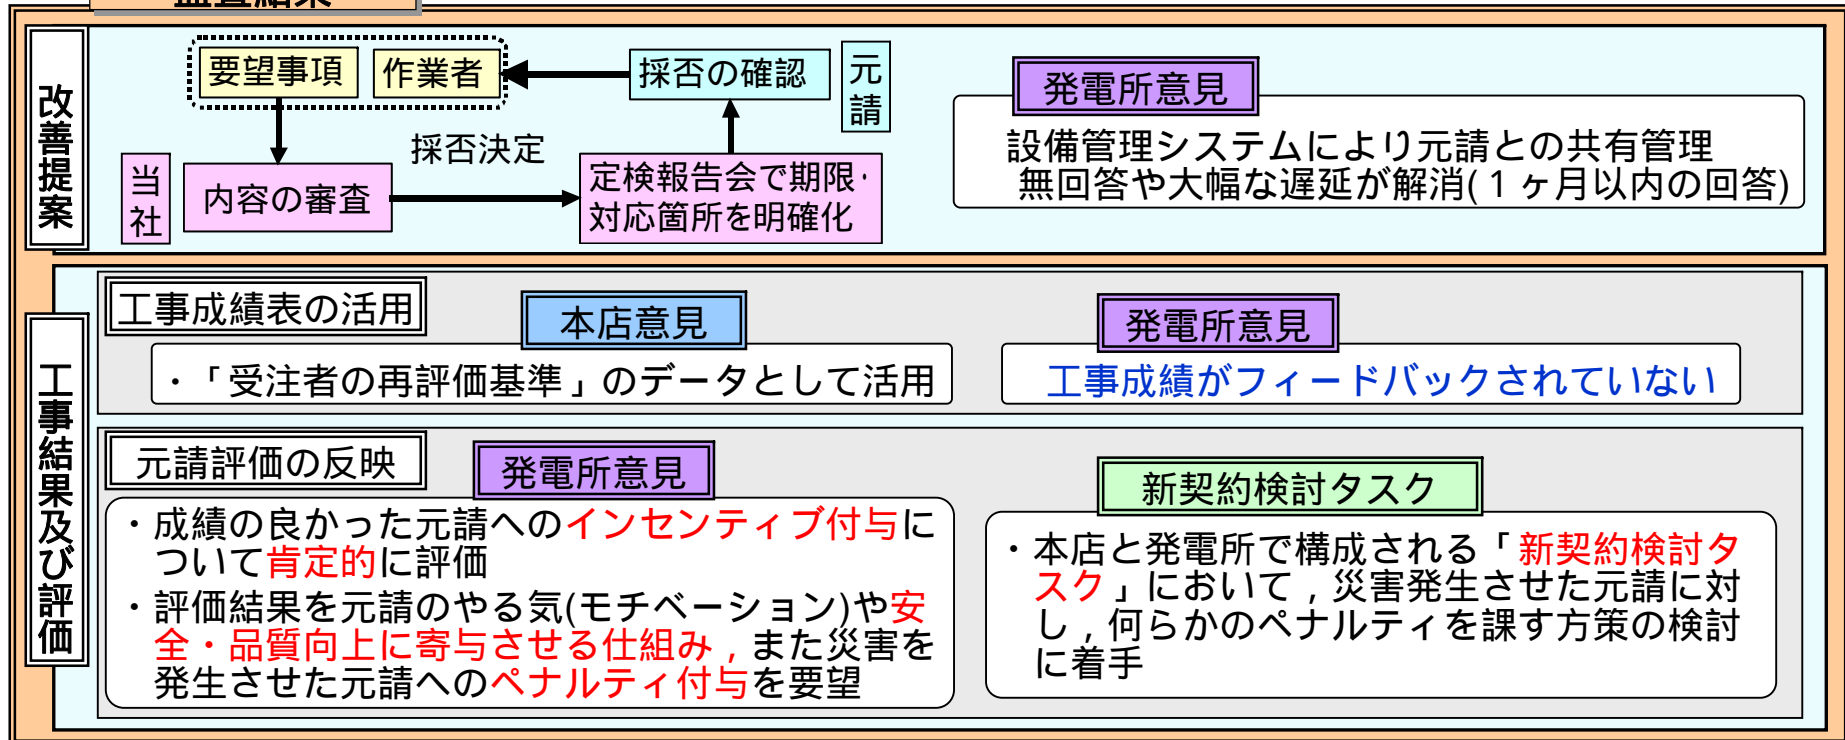 改善提案
要望事項
作業者
採否の確認
元請
当社
内容の審査
採否決定
定検報告会で期限・
対応箇所を明確化
発電所意見
設備管理システムにより元請との共有管理
無回答や大幅な遅延が解消(１ヶ月以内の回答)
工事結果及び評価
工事成績表の活用
本店意見
・「受注者の再評価基準」のデータとして活用
発電所意見
工事成績がフィードバックされていない
元請評価の反映
発電所意見
・成績の良かった元請へのインセンティブ付与に
ついて肯定的に評価
・評価結果を元請のやる気(モチベーション)や安
全・品質向上に寄与させる仕組み，また災害を
発生させた元請へのペナルティ付与を要望
新契約検討タスク
・本店と発電所で構成される「新契約検討タ
スク」において，災害発生させた元請に対
し，何らかのペナルティを課す方策の検討
に着手